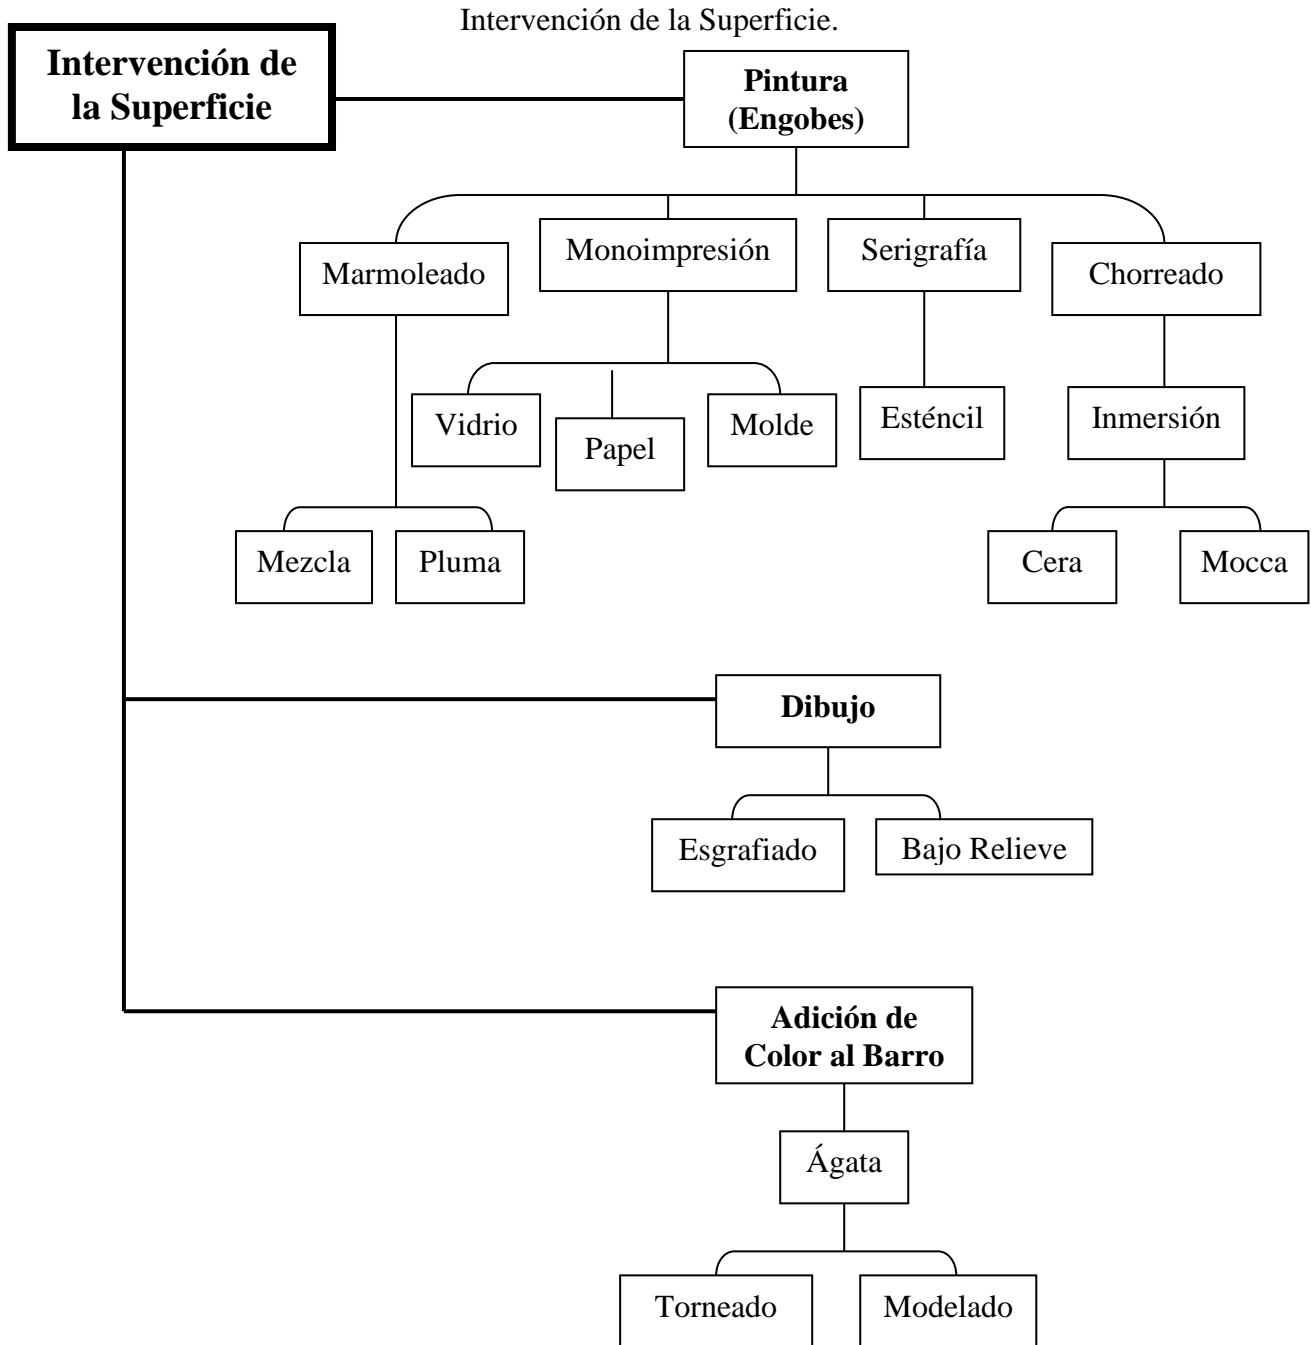 Intervención de la Superficie.
Intervención de
la Superficie
Pintura
(Engobes)
Marmoleado
Monoimpresión
Serigrafía
Chorreado
Vidrio
Papel
Molde
Esténcil
Inmersión
Mezcla
Pluma
Cera
Mocca
Dibujo
Esgrafiado
Bajo Relieve
Adición de
Color al Barro
Ágata
Torneado
Modelado